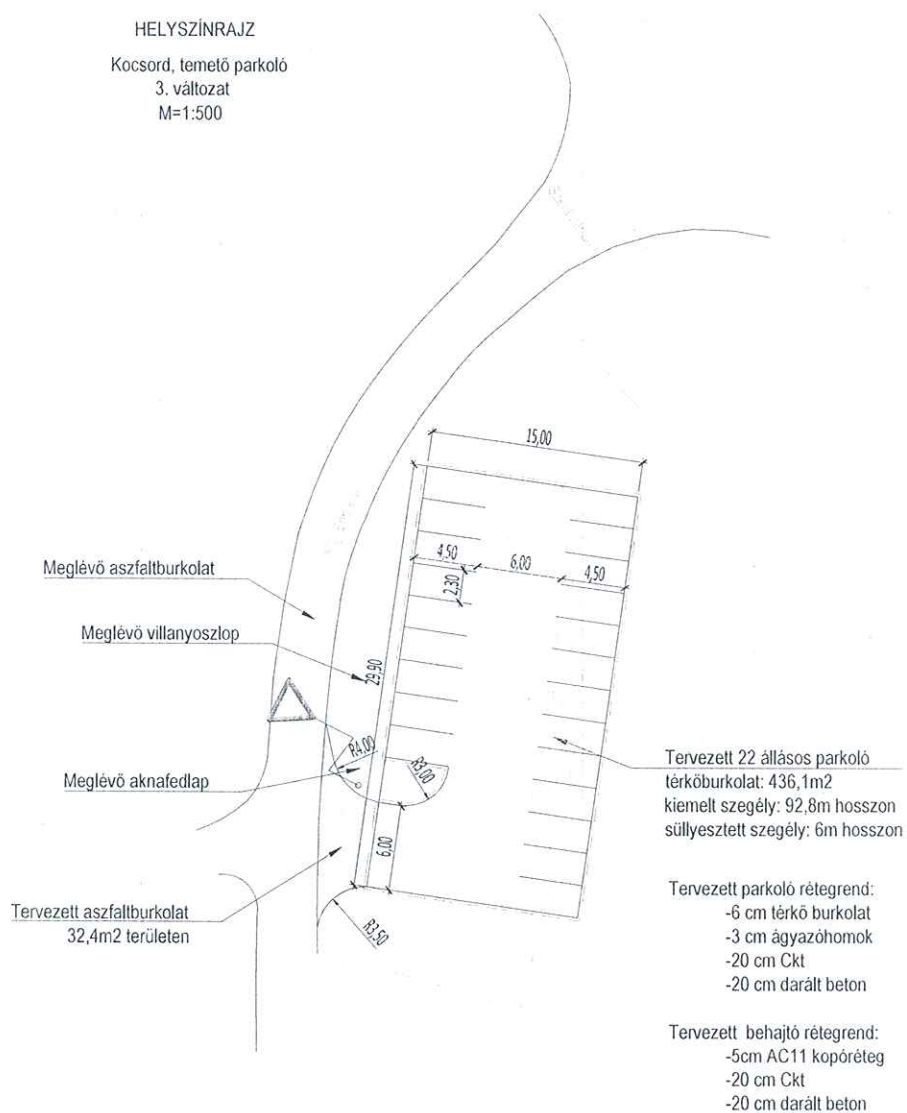 HELYSZÍNRAJZ
Kocsord, temető parkoló
3. változat
M=1:500
15,00
4,50
6,00
4,50
2,30
29,90
Meglévő aszfaltburkolat
Meglévő villanyoszlop
R4,00
R3,00
Meglévő aknafedlap
6,00
Tervezett 22 állásos parkoló
térkőburkolat: 436,1m2
kiemelt szegély: 92,8m hosszon
süllyesztett szegély: 6m hosszon
Tervezett aszfaltburkolat
32,4m2 területen
R3,50
Tervezett parkoló rétegrend:
-6 cm térkő burkolat
-3 cm ágyazóhomok
-20 cm Ckt
-20 cm darált beton
Tervezett behajtó rétegrend:
-5cm AC11 kopóréteg
-20 cm Ckt
-20 cm darált beton